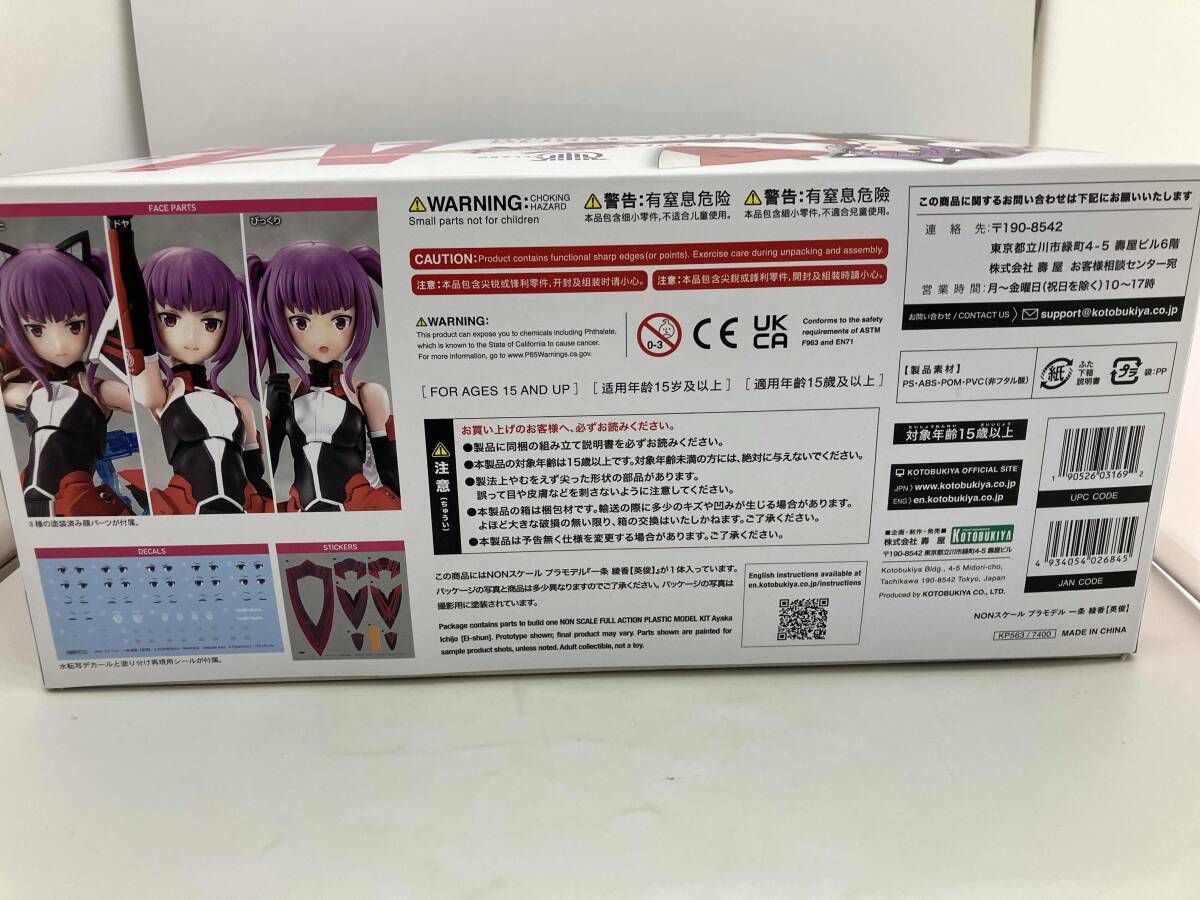 FACE PARTS
ドヤ
びっくり
3種の塗装済み顔パーツが付属。
DECALS
STICKERS
水転写デカールと塗り分け再現用シールが付属。
⚠WARNING: CHOKING HAZARD
Small parts not for children
⚠警告:有窒息危险
本品包含细小零件,不适合儿童使用。
⚠警告:有窒息危險
本品包含細小零件,不適合兒童使用。
CAUTION: Product contains functional sharp edges(or points). Exercise care during unpacking and assembly.
注意:本品包含尖锐或锋利零件,开封及组装时请小心。
注意:本品包含尖銳或鋒利零件,開封及組裝時請小心。
⚠WARNING:
This product can expose you to chemicals including Phthalate,
which is known to the State of California to cause cancer.
For more information, go to www.P65Warnings.ca.gov.
0-3
CE
UK
CA
Conforms to the safety
requirements of ASTM
F963 and EN71
[FOR AGES 15 AND UP] [适用年龄15岁及以上] [適用年齡15歲及以上]
⚠注意(ちゅうい)
お買い上げのお客様へ、必ずお読みください。
●製品に同梱の組み立て説明書を必ずお読みください。
●本製品の対象年齢は15歳以上です。対象年齢未満の方には、絶対に与えないでください。
●製法上やむをえず尖った形状の部品があります。
誤って目や皮膚などを刺さないように注意してください。
●本製品の箱は梱包材です。輸送の際に多少のキズや凹みが生じる場合があります。
よほど大きな破損の無い限り、箱の交換はいたしかねます。ご了承ください。
●本製品は予告無く仕様を変更する場合があります。ご了承ください。
この商品にはNONスケール プラモデル『一条 綾香【英俊】』が1体入っています。
パッケージの写真と商品は多少異なりますのでご了承ください。パッケージの写真は
撮影用に塗装されています。
Package contains parts to build one NON SCALE FULL ACTION PLASTIC MODEL KIT Ayaka
Ichijo [Ei-shun]. Prototype shown; final product may vary. Parts shown are painted for
sample product shots, unless noted. Adult collectible, not a toy.
English instructions available at
en.kotobukiya.co.jp/instructions
この商品に関するお問い合わせは下記にお願いいたします
連絡先:〒190-8542
東京都立川市緑町4-5 壽屋ビル6階
株式会社 壽屋 お客様相談センター宛
営業時間:月~金曜日(祝日を除く)10~17時
お問い合わせ/CONTACT US support@kotobukiya.co.jp
【製品素材】
PS・ABS・POM・PVC(非フタル酸)
紙
ふた
下箱
説明書
プラ
袋:PP
たいしょうねんれい さいいじょう
対象年齢15歳以上
KOTOBUKIYA OFFICIAL SITE
JPN > www.kotobukiya.co.jp
ENG > en.kotobukiya.co.jp
■企画・制作・発売■
株式会社 壽屋
KOTOBUKIYA
〒190-8542 東京都立川市緑町4-5 壽屋ビル
Kotobukiya Bldg., 4-5 Midori-cho,
Tachikawa 190-8542 Tokyo, Japan
Produced by KOTOBUKIYA CO., LTD.
1 90526 03169 2
UPC CODE
4 934054 026845
JAN CODE
NONスケール プラモデル 一条 綾香【英俊】
KP563 / 7400
MADE IN CHINA